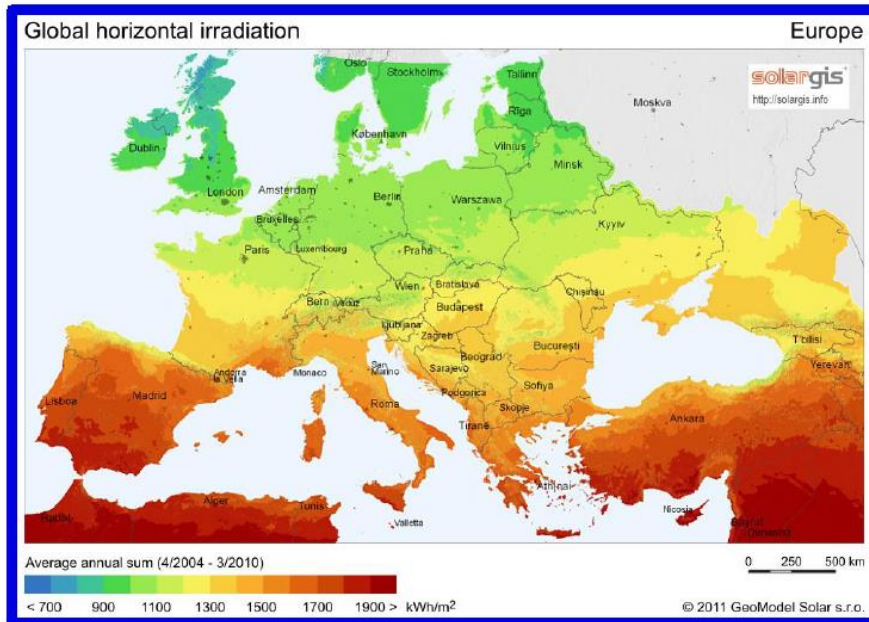 Global horizontal irradiation
Europe
solargis
http://solargis.info
Oslo
Stockholm
Tallinn
Moskva
Rīga
København
Dublin
Vilnius
Minsk
London
Amsterdam
Berlin
Warszawa
Bruxelles
Kyyiv
Paris
Luxembourg
Praha
Wien
Bratislava
Chisinau
Bern
Vaduz
Budapest
Ljubljana
Zagreb
Beograd
București
T'bilisi
Andorra
la Vella
Monaco
San
Marino
Sarajevo
Yerevan
Lisboa
Madrid
Roma
Podgorica
Sofiya
Skopje
Ankara
Tiranë
Alger
Tunis
Athinai
Rabat
Valletta
Nicosia
Bayrut
Average annual sum (4/2004 - 3/2010)
0 250 500 km
< 700 900 1100 1300 1500 1700 1900 > kWh/m²
© 2011 GeoModel Solar s.r.o.